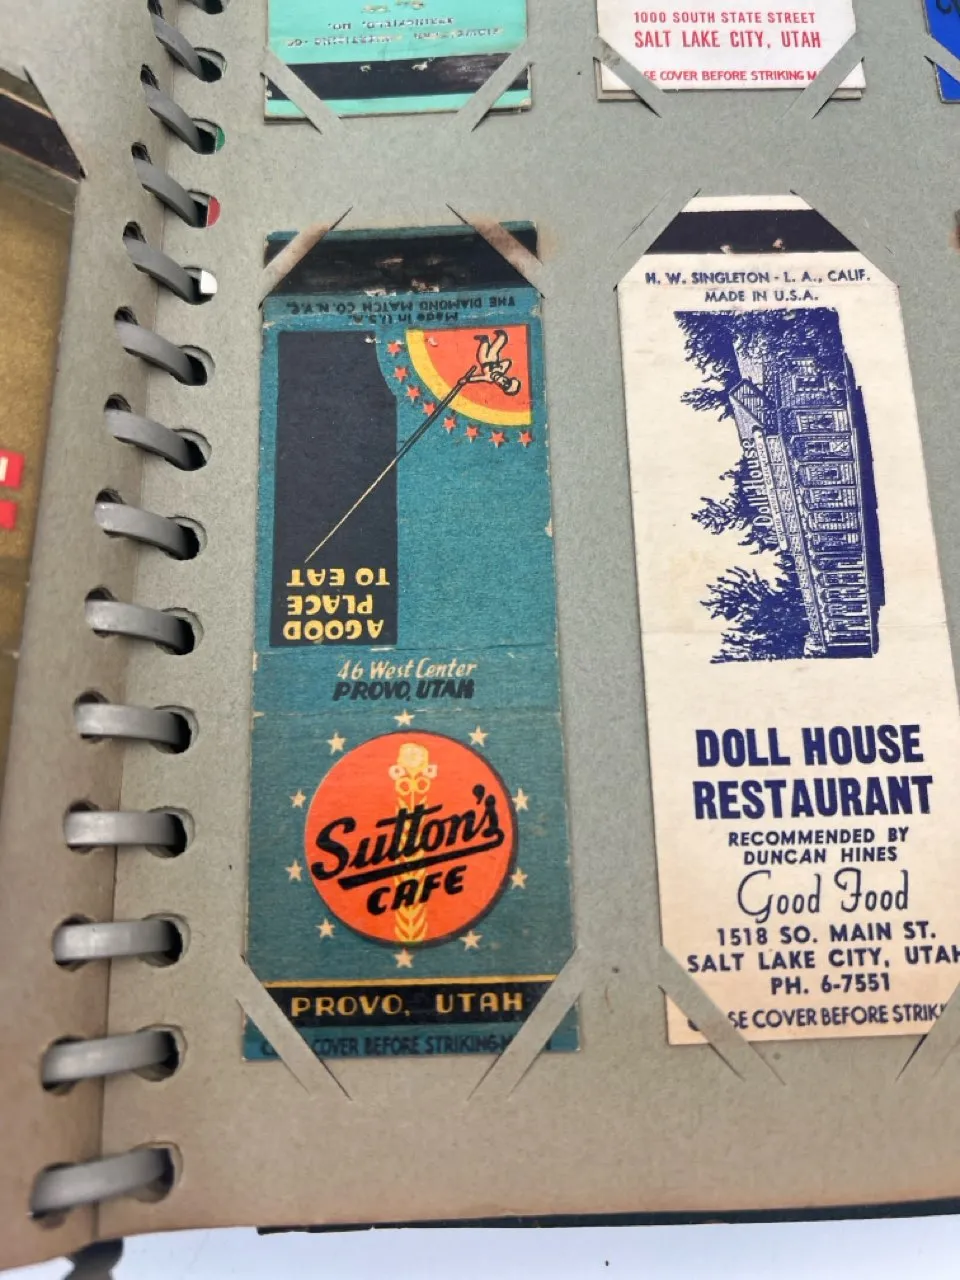 SPRINGFIELD, MO.
1000 SOUTH STATE STREET
SALT LAKE CITY, UTAH
SE COVER BEFORE STRIKING M
THE DIAMOND MATCH CO. N.Y.C.
Made in U.S.A.
A GOOD
PLACE
TO EAT
46 West Center
PROVO, UTAH
Sutton's
CAFE
PROVO, UTAH
COVER BEFORE STRIKING M
H. W. SINGLETON - L. A., CALIF.
MADE IN U.S.A.
Doll House
DOLL HOUSE
RESTAURANT
RECOMMENDED BY
DUNCAN HINES
Good Food
1518 SO. MAIN ST.
SALT LAKE CITY, UTAH
PH. 6-7551
SE COVER BEFORE STRIK